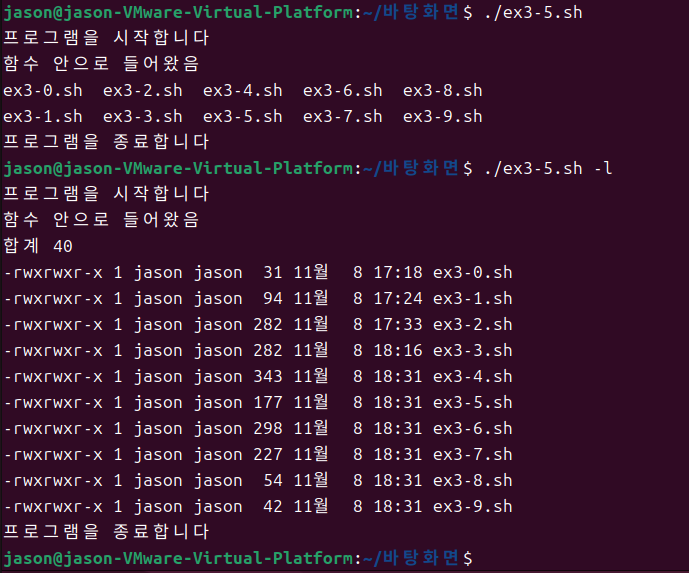 jason@jason-VMware-Virtual-Platform:~/바탕화면$ ./ex3-5.sh
프로그램을 시작합니다
함수 안으로 들어왔음
ex3-0.sh  ex3-2.sh  ex3-4.sh  ex3-6.sh  ex3-8.sh
ex3-1.sh  ex3-3.sh  ex3-5.sh  ex3-7.sh  ex3-9.sh
프로그램을 종료합니다
jason@jason-VMware-Virtual-Platform:~/바탕화면$ ./ex3-5.sh -l
프로그램을 시작합니다
함수 안으로 들어왔음
합계 40
-rwxrwxr-x 1 jason jason  31 11월  8 17:18 ex3-0.sh
-rwxrwxr-x 1 jason jason  94 11월  8 17:24 ex3-1.sh
-rwxrwxr-x 1 jason jason 282 11월  8 17:33 ex3-2.sh
-rwxrwxr-x 1 jason jason 282 11월  8 18:16 ex3-3.sh
-rwxrwxr-x 1 jason jason 343 11월  8 18:31 ex3-4.sh
-rwxrwxr-x 1 jason jason 177 11월  8 18:31 ex3-5.sh
-rwxrwxr-x 1 jason jason 298 11월  8 18:31 ex3-6.sh
-rwxrwxr-x 1 jason jason 227 11월  8 18:31 ex3-7.sh
-rwxrwxr-x 1 jason jason  54 11월  8 18:31 ex3-8.sh
-rwxrwxr-x 1 jason jason  42 11월  8 18:31 ex3-9.sh
프로그램을 종료합니다
jason@jason-VMware-Virtual-Platform:~/바탕화면$